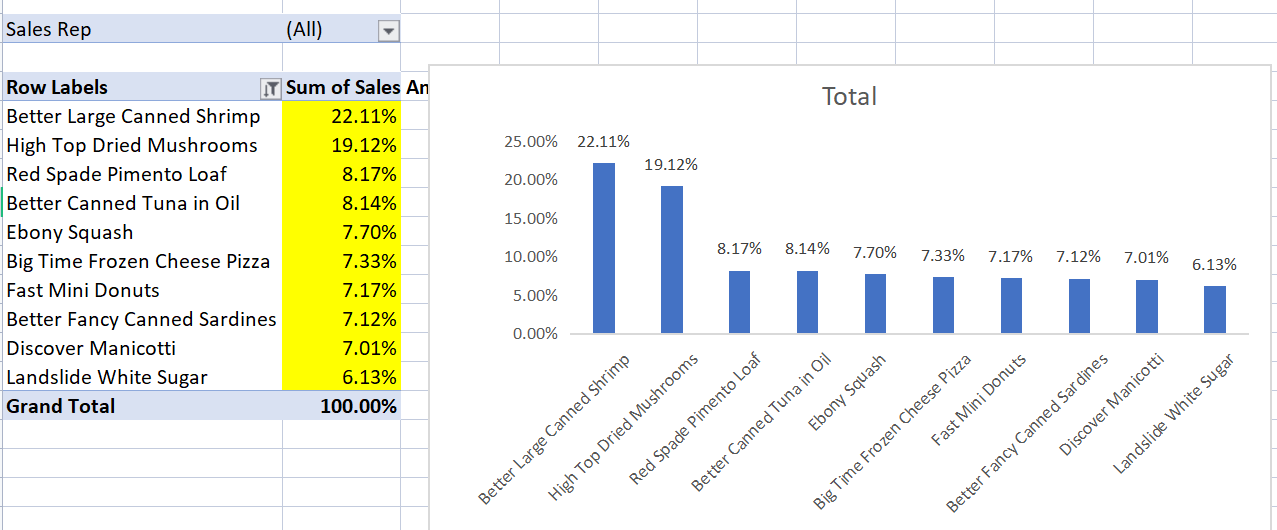 Sales Rep (All)
Row Labels Sum of Sales An
Better Large Canned Shrimp 22.11%
High Top Dried Mushrooms 19.12%
Red Spade Pimento Loaf 8.17%
Better Canned Tuna in Oil 8.14%
Ebony Squash 7.70%
Big Time Frozen Cheese Pizza 7.33%
Fast Mini Donuts 7.17%
Better Fancy Canned Sardines 7.12%
Discover Manicotti 7.01%
Landslide White Sugar 6.13%
Grand Total 100.00%
Total
25.00%
20.00%
15.00%
10.00%
5.00%
0.00%
22.11%
19.12%
8.17%
8.14%
7.70%
7.33%
7.17%
7.12%
7.01%
6.13%
Better Large Canned Shrimp
High Top Dried Mushrooms
Red Spade Pimento Loaf
Better Canned Tuna in Oil
Ebony Squash
Big Time Frozen Cheese Pizza
Fast Mini Donuts
Better Fancy Canned Sardines
Discover Manicotti
Landslide White Sugar